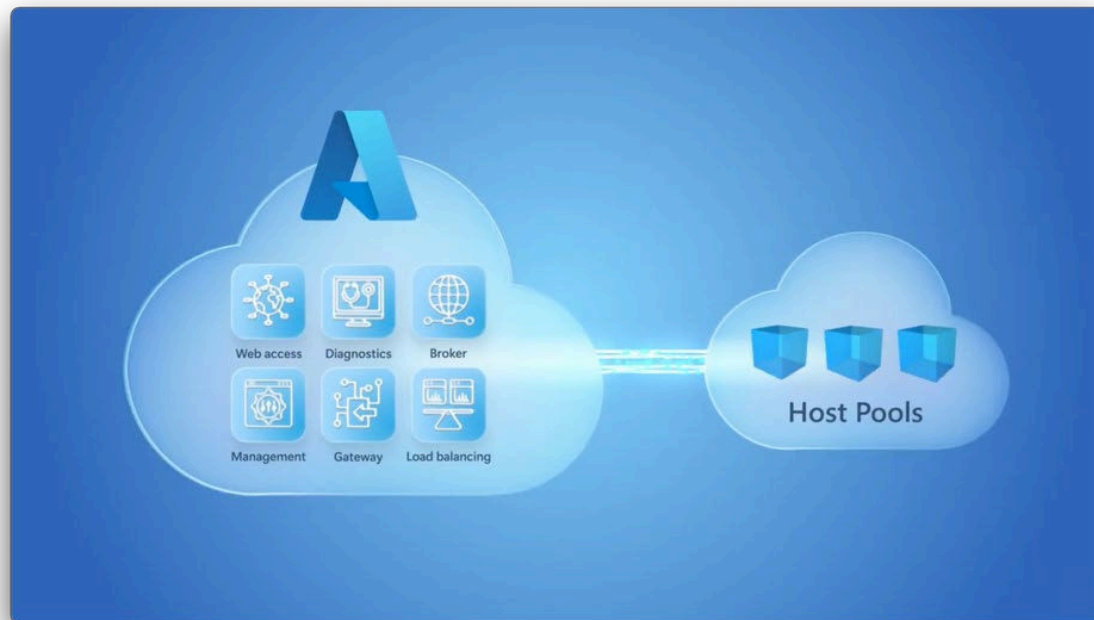 Web access Diagnostics Broker
Management Gateway Load balancing
Host Pools